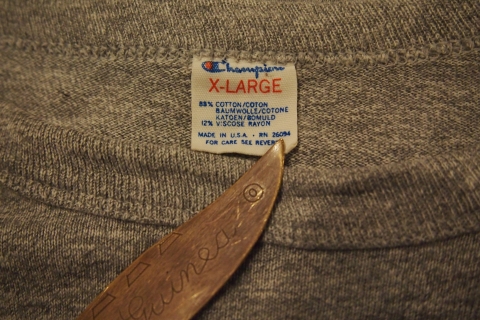 Champion
X-LARGE
88% COTTON/COTON
BAUMWOLLE/COTONE
KATOEN/BOMULD
12% VISCOSE RAYON
MADE IN U.S.A. • RN 26094
FOR CARE SEE REVER
Guinea